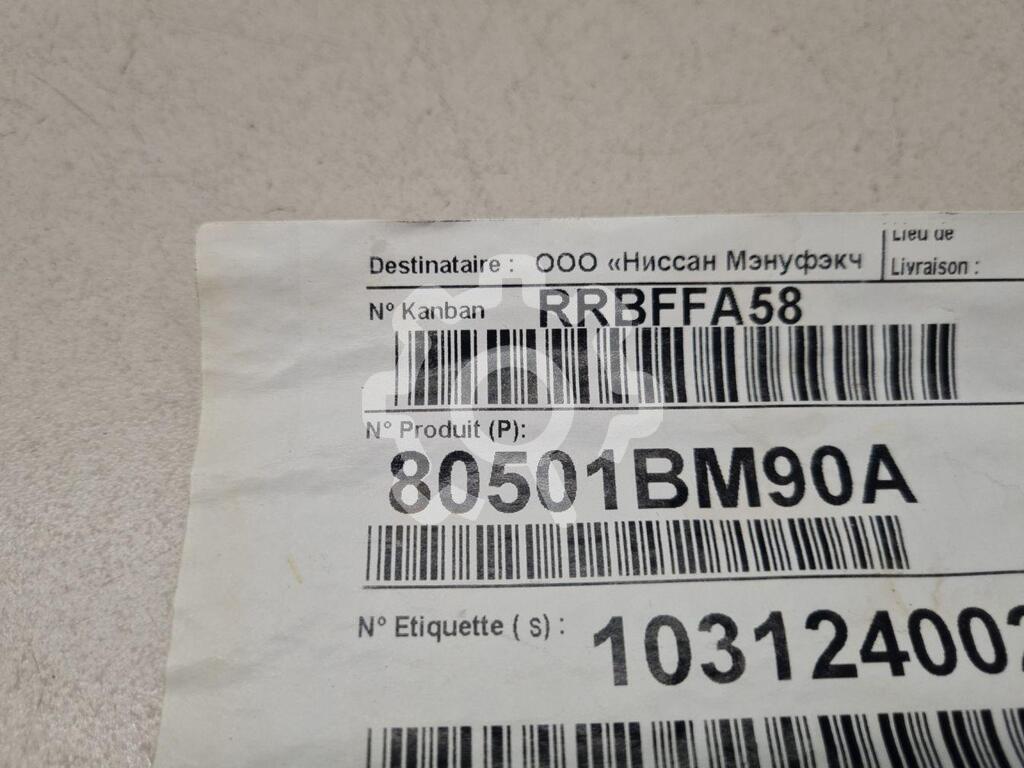 Destinataire : ООО «Ниссан Мэнуфэкч
Lieu de
Livraison :
N° Kanban RRBFFA58
N° Produit (P):
80501BM90A
N° Etiquette ( S) : 103124002